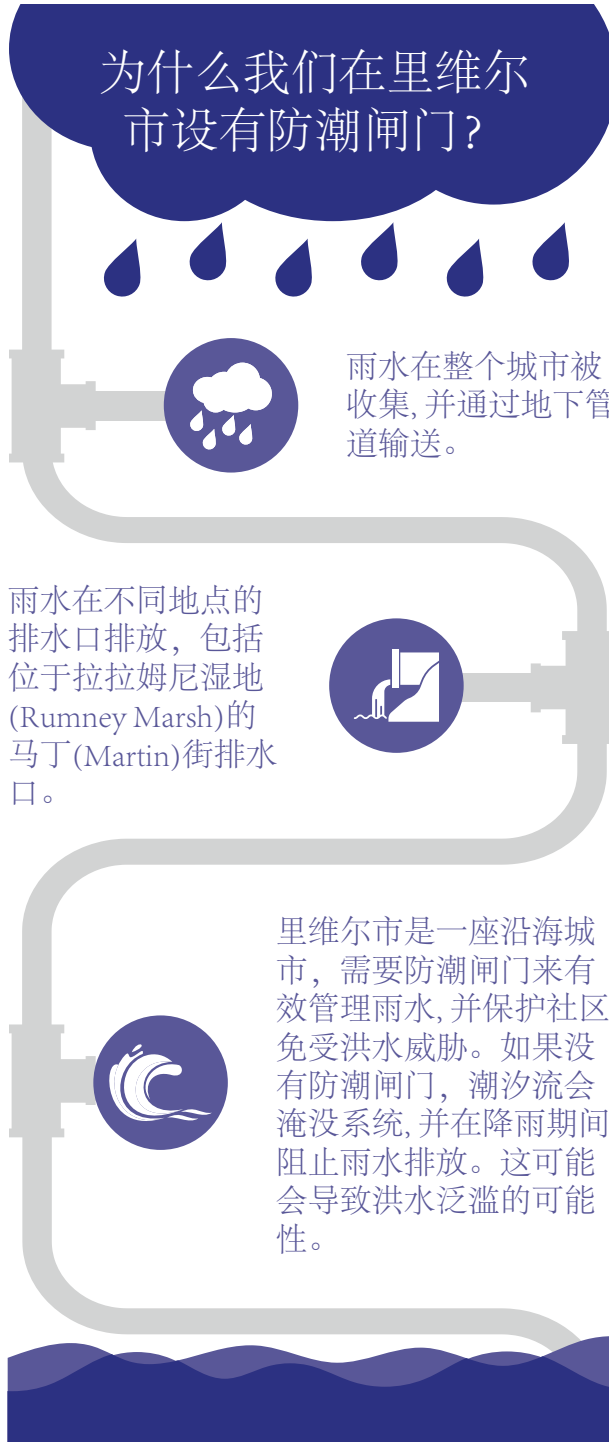 为什么我们在里维尔
市设有防潮闸门?
雨水在整个城市被
收集, 并通过地下管
道输送。
雨水在不同地点的
排水口排放，包括
位于拉拉姆尼湿地
(Rumney Marsh)的
马丁(Martin)街排水
口。
里维尔市是一座沿海城
市，需要防潮闸门来有
效管理雨水, 并保护社区
免受洪水威胁。如果没
有防潮闸门，潮汐流会
淹没系统, 并在降雨期间
阻止雨水排放。这可能
会导致洪水泛滥的可能
性。